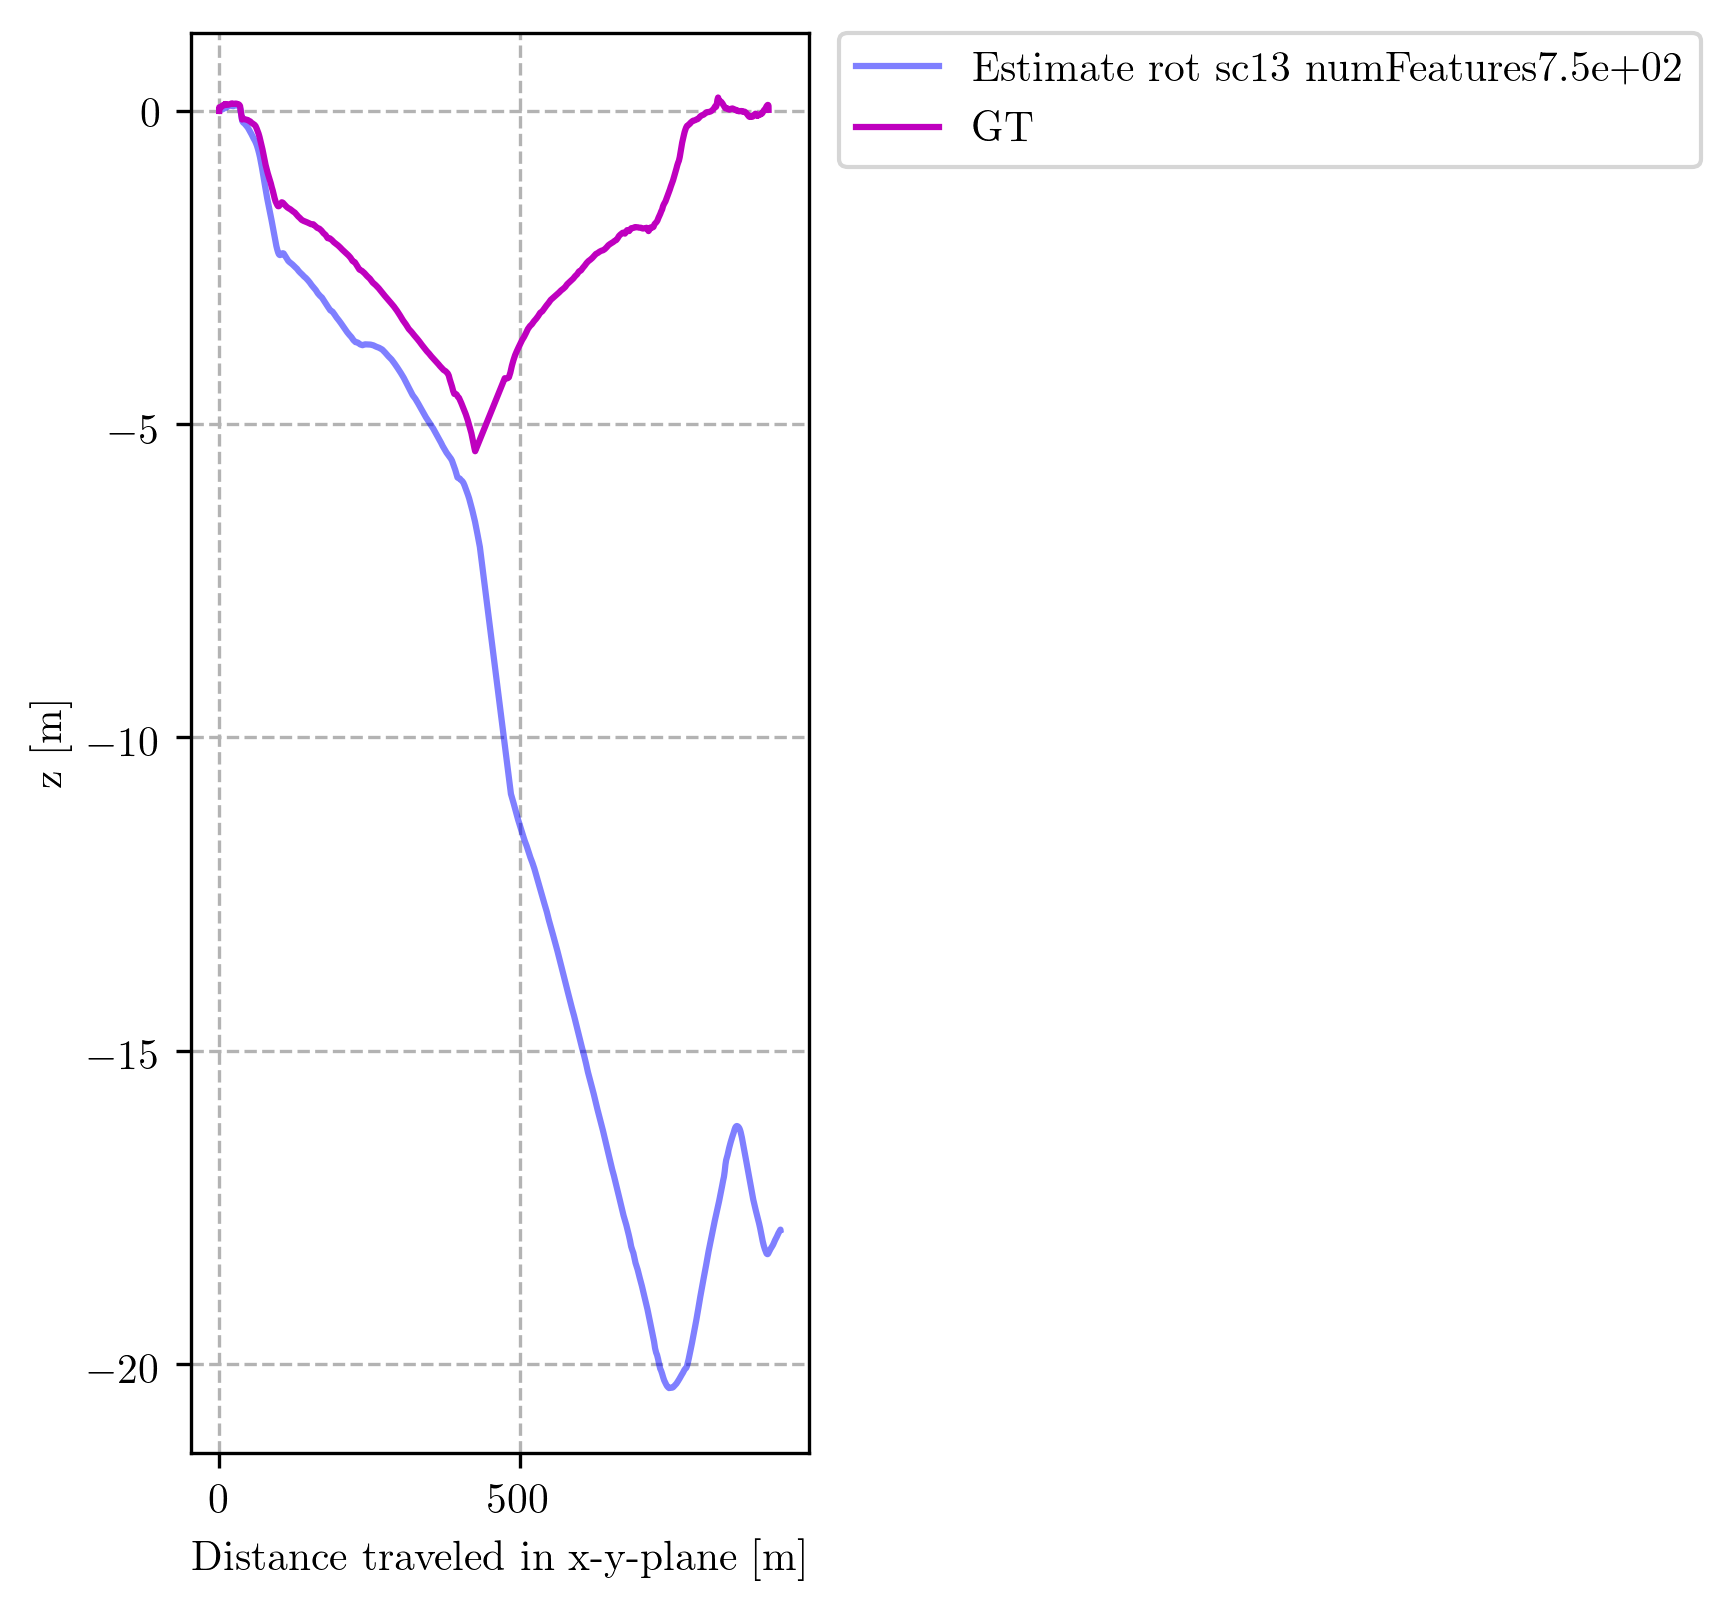 Estimate rot sc13 numFeatures7.5e+02
GT
0
−5
−10
−15
−20
z [m]
0 500
Distance traveled in x-y-plane [m]